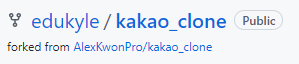 edukyle / kakao_clone Public
forked from AlexKwonPro/kakao_clone